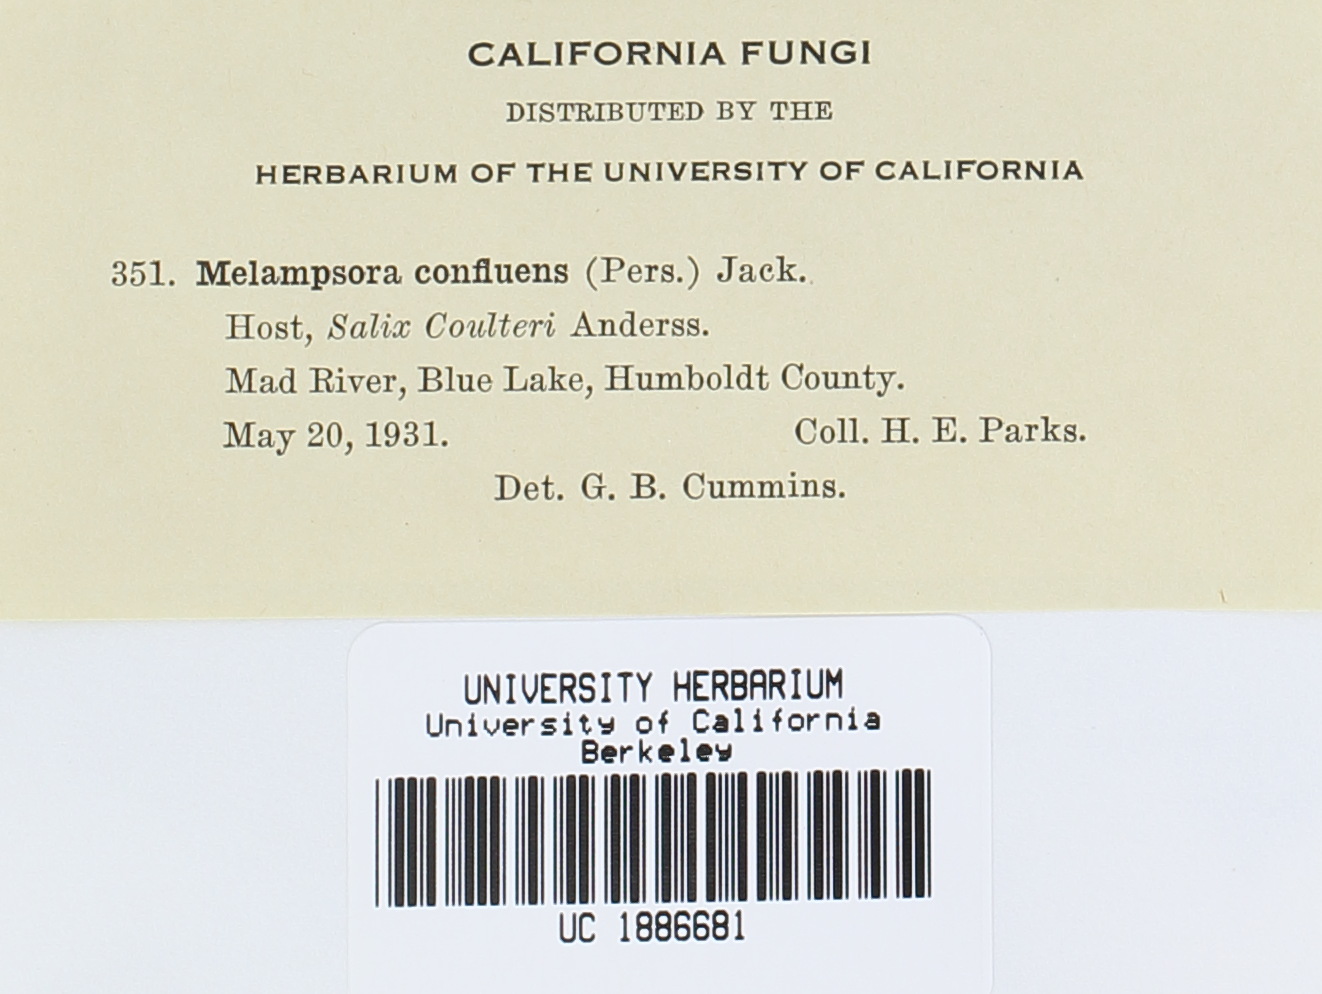 CALIFORNIA FUNGI
DISTRIBUTED BY THE
HERBARIUM OF THE UNIVERSITY OF CALIFORNIA
351. Melampsora confluens (Pers.) Jack.
Host, Salix Coulteri Anderss.
Mad River, Blue Lake, Humboldt County.
May 20, 1931. Coll. H. E. Parks.
Det. G. B. Cummins.
UNIVERSITY HERBARIUM
University of California
Berkeley
UC 1886681